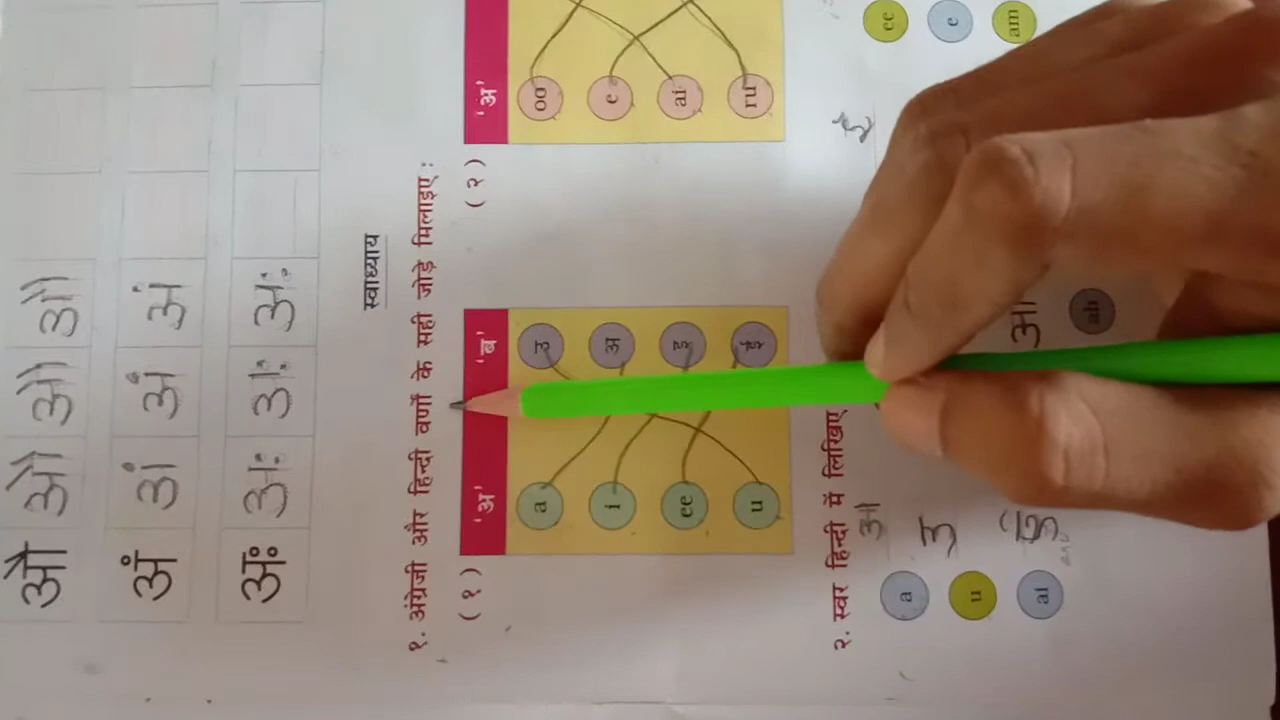 औ औ औ औ
अं अं अं अं
अः अः अः अः
स्वाध्याय
१. अंग्रेजी और हिन्दी वर्णों के सही जोड़े मिलाइए :
( १ ) 'अ' 'ब' ( २ ) 'अ'
a उ oo
i अ e
ee इ ai
u ई ru
२. स्वर हिन्दी में लिखिए
a अ ई ee
u उ e
ai ऐ आ am
ah